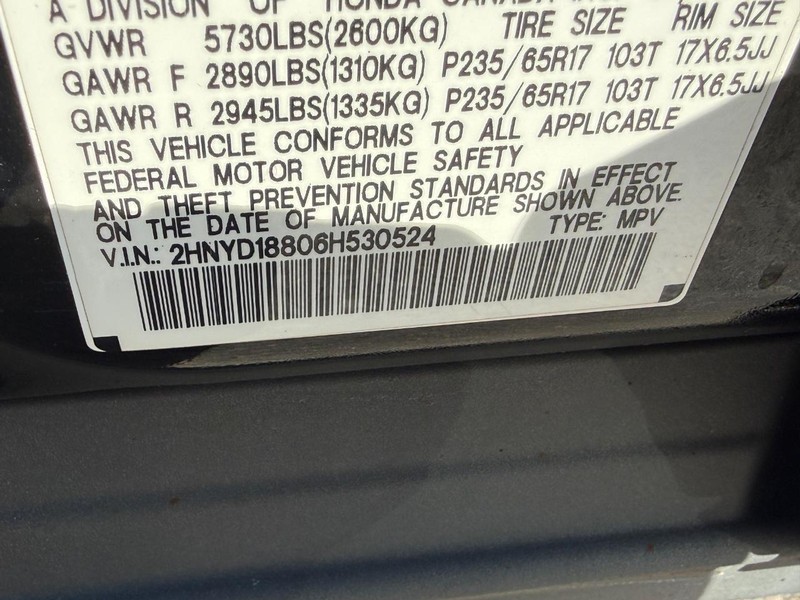 A DIVISION OF HONDA CANADA
GVWR 5730LBS(2600KG) TIRE SIZE RIM SIZE
GAWR F 2890LBS(1310KG) P235/65R17 103T 17X6.5JJ
GAWR R 2945LBS(1335KG) P235/65R17 103T 17X6.5JJ
THIS VEHICLE CONFORMS TO ALL APPLICABLE
FEDERAL MOTOR VEHICLE SAFETY
AND THEFT PREVENTION STANDARDS IN EFFECT
ON THE DATE OF MANUFACTURE SHOWN ABOVE.
V.I.N.: 2HNYD18806H530524 TYPE: MPV